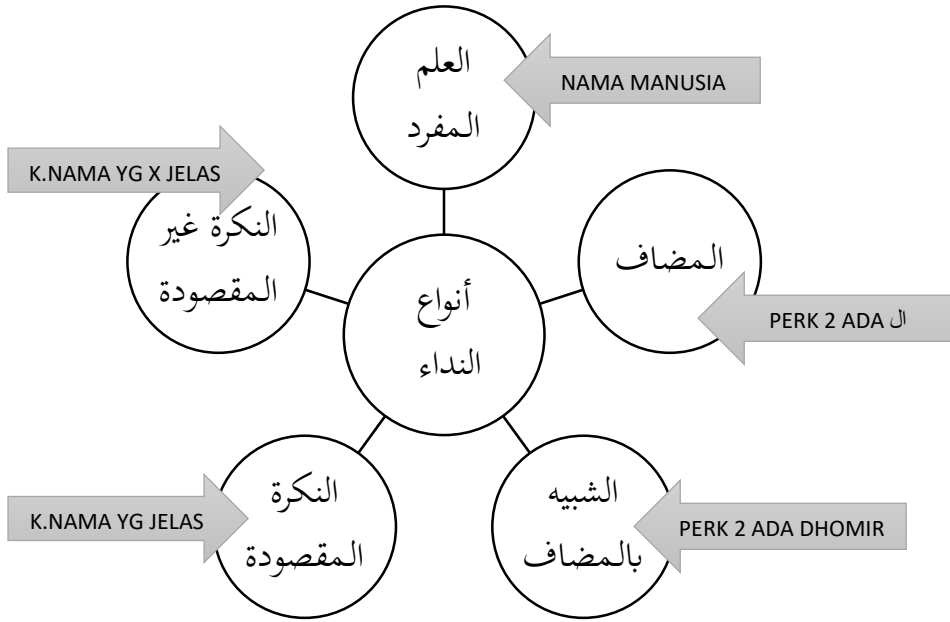 العلم
المفرد
NAMA MANUSIA
K.NAMA YG X JELAS
النكرة غير
المقصودة
المضاف
PERK 2 ADA ال
أنواع
النداء
النكرة
المقصودة
K.NAMA YG JELAS
الشبيه
بالمضاف
PERK 2 ADA DHOMIR